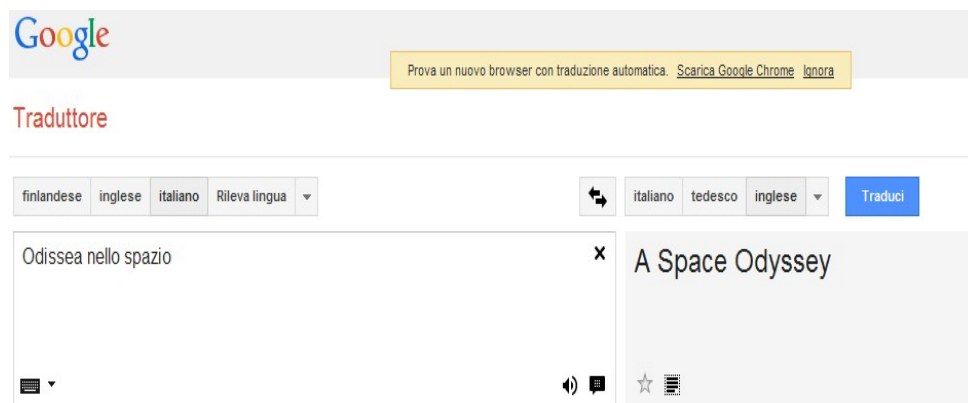 Google
Prova un nuovo browser con traduzione automatica. Scarica Google Chrome Ignora
Traduttore
finlandese inglese italiano Rileva lingua italiano tedesco inglese Traduci
Odissea nello spazio
A Space Odyssey